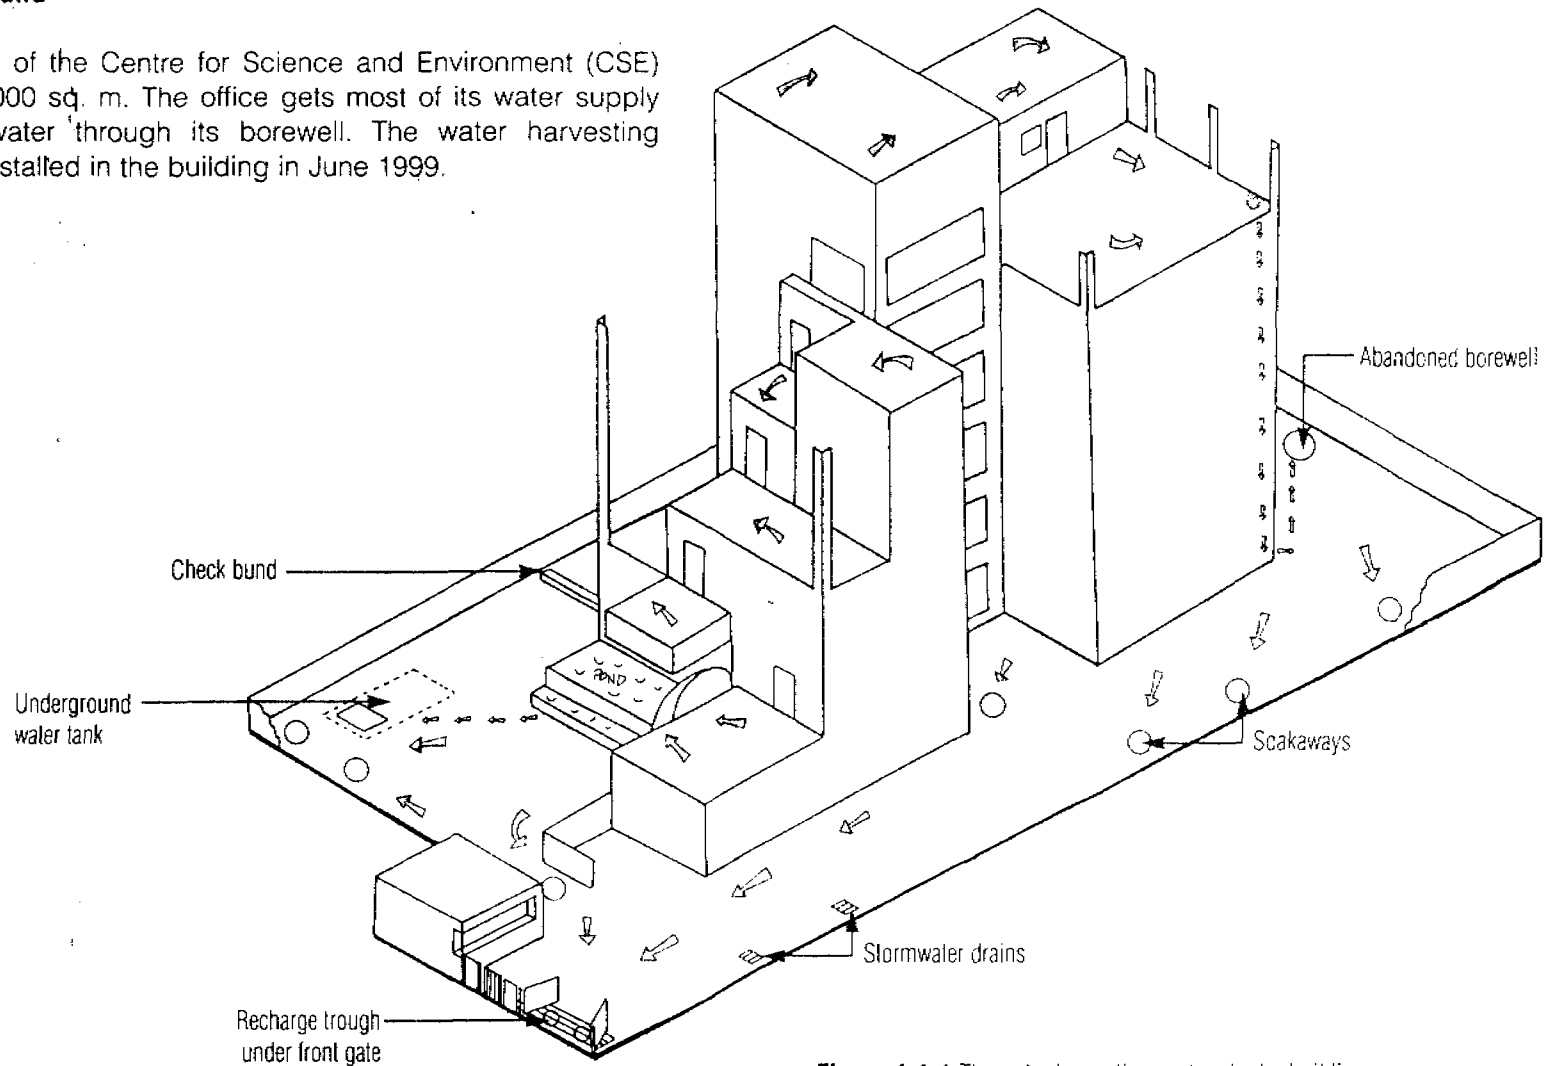 of the Centre for Science and Environment (CSE)
000 sq. m. The office gets most of its water supply
water through its borewell. The water harvesting
stalled in the building in June 1999.
Abandoned borewell
Check bund
POND
Underground
water tank
Soakaways
Stormwater drains
Recharge trough
under front gate